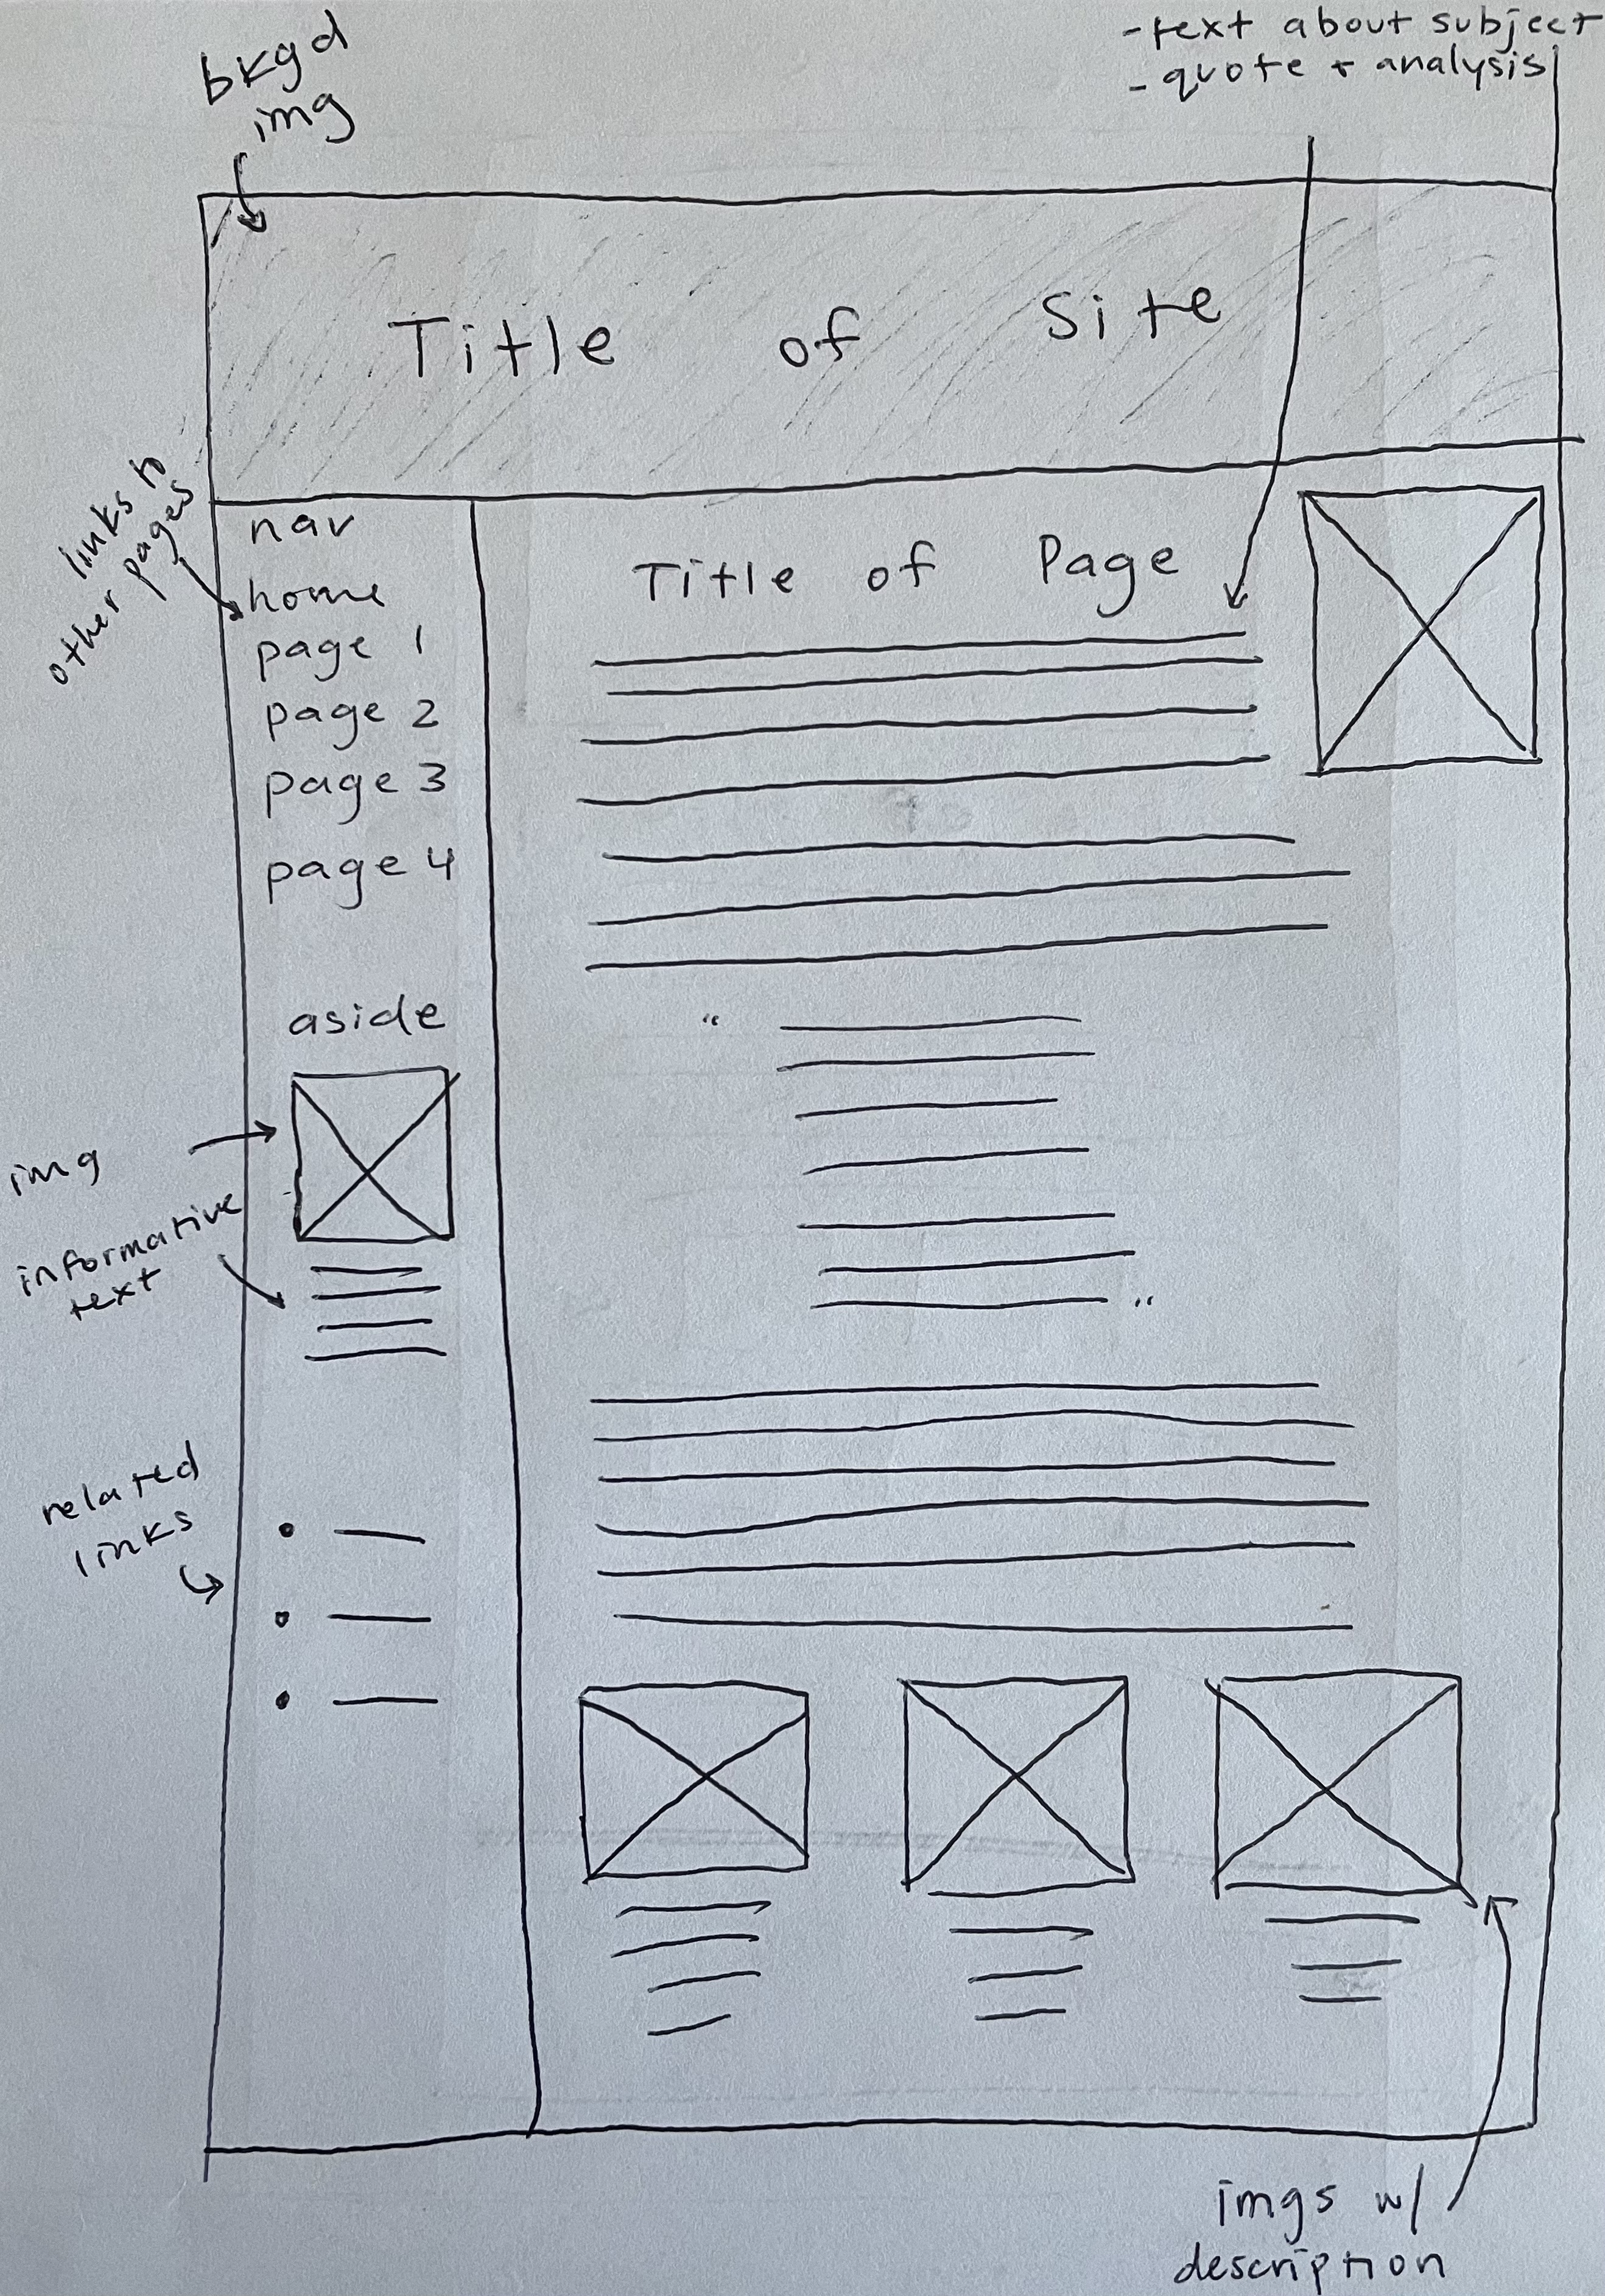 bkgd
img
-text about subject
- quote + analysis
Title of Site
links to
other pages
nav
home
page 1
page 2
page 3
page 4
Title of Page
aside
img
informative
text
related
links
“
”
imgs w/
description